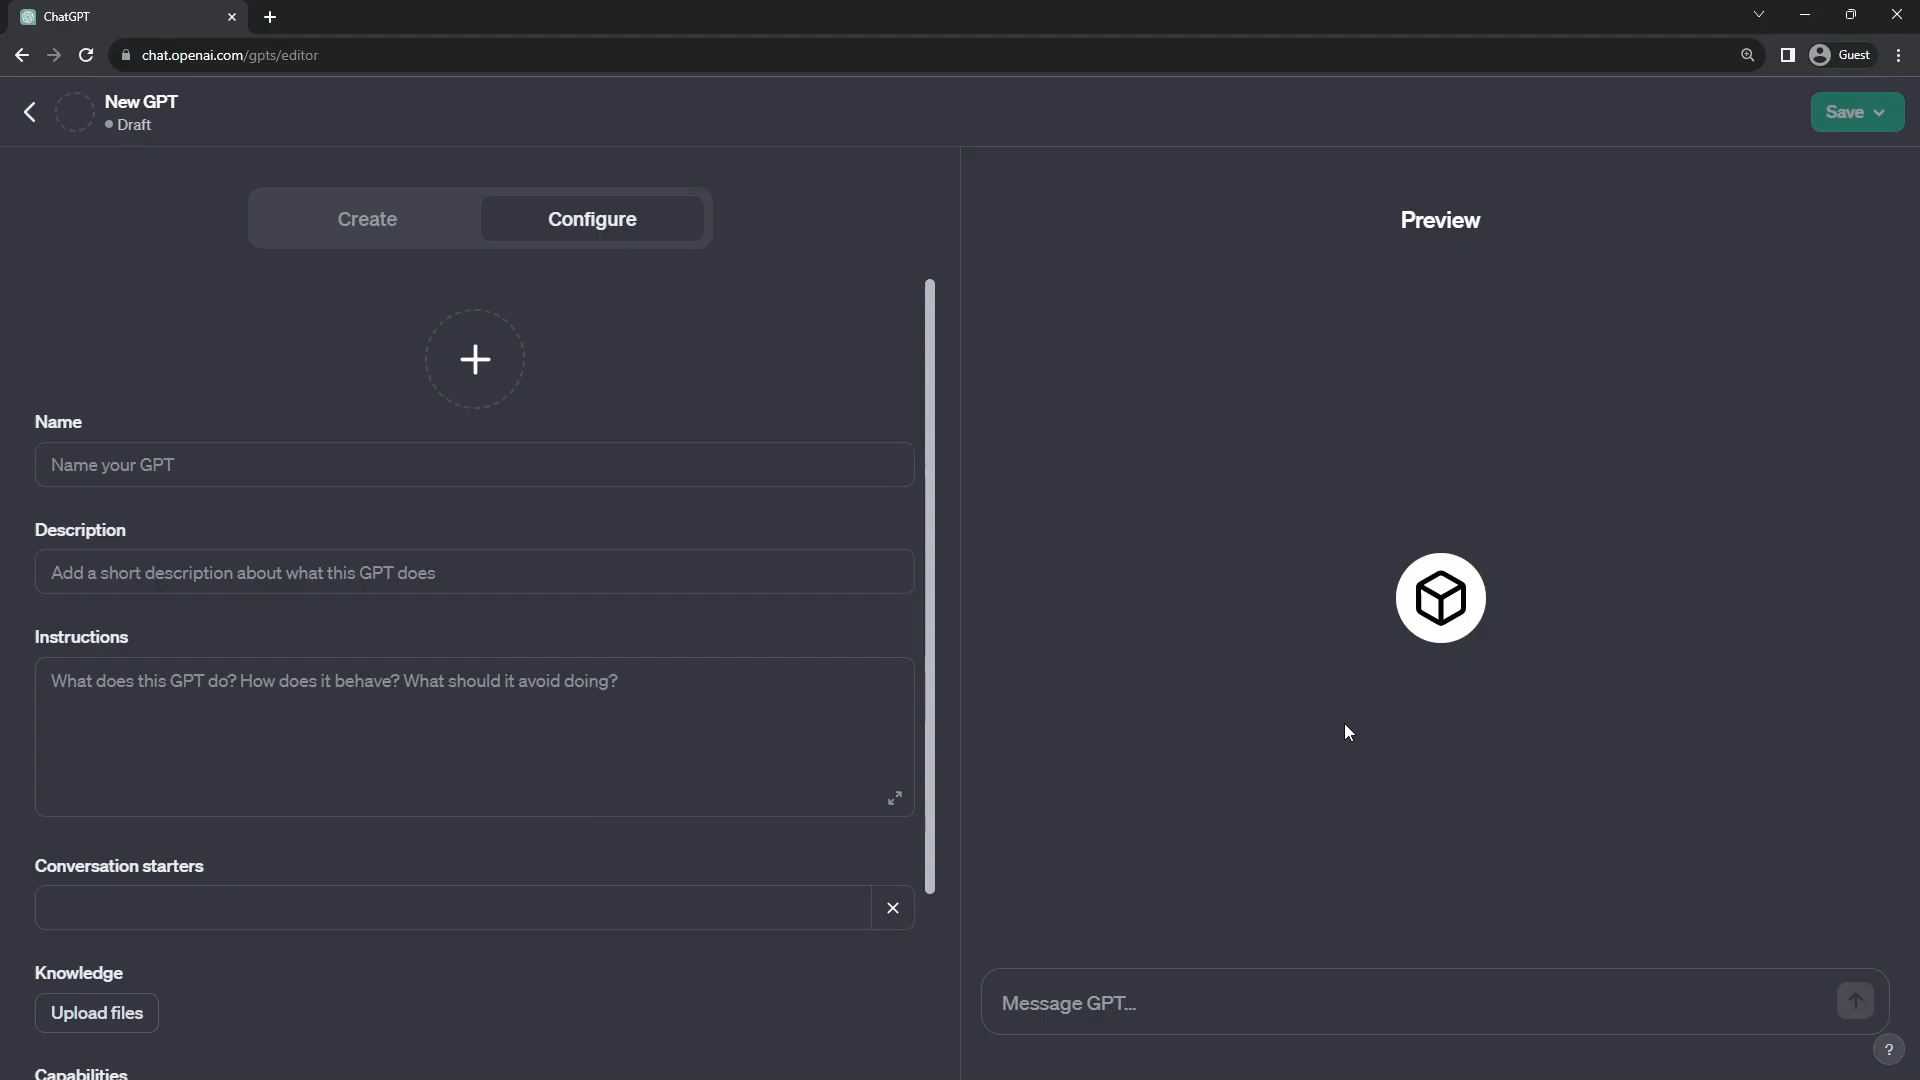 ChatGPT
chat.openai.com/gpts/editor
Guest
New GPT
Draft
Save
Create
Configure
Preview
Name
Name your GPT
Description
Add a short description about what this GPT does
Instructions
What does this GPT do? How does it behave? What should it avoid doing?
Conversation starters
Knowledge
Upload files
Message GPT...
?
Capabilities